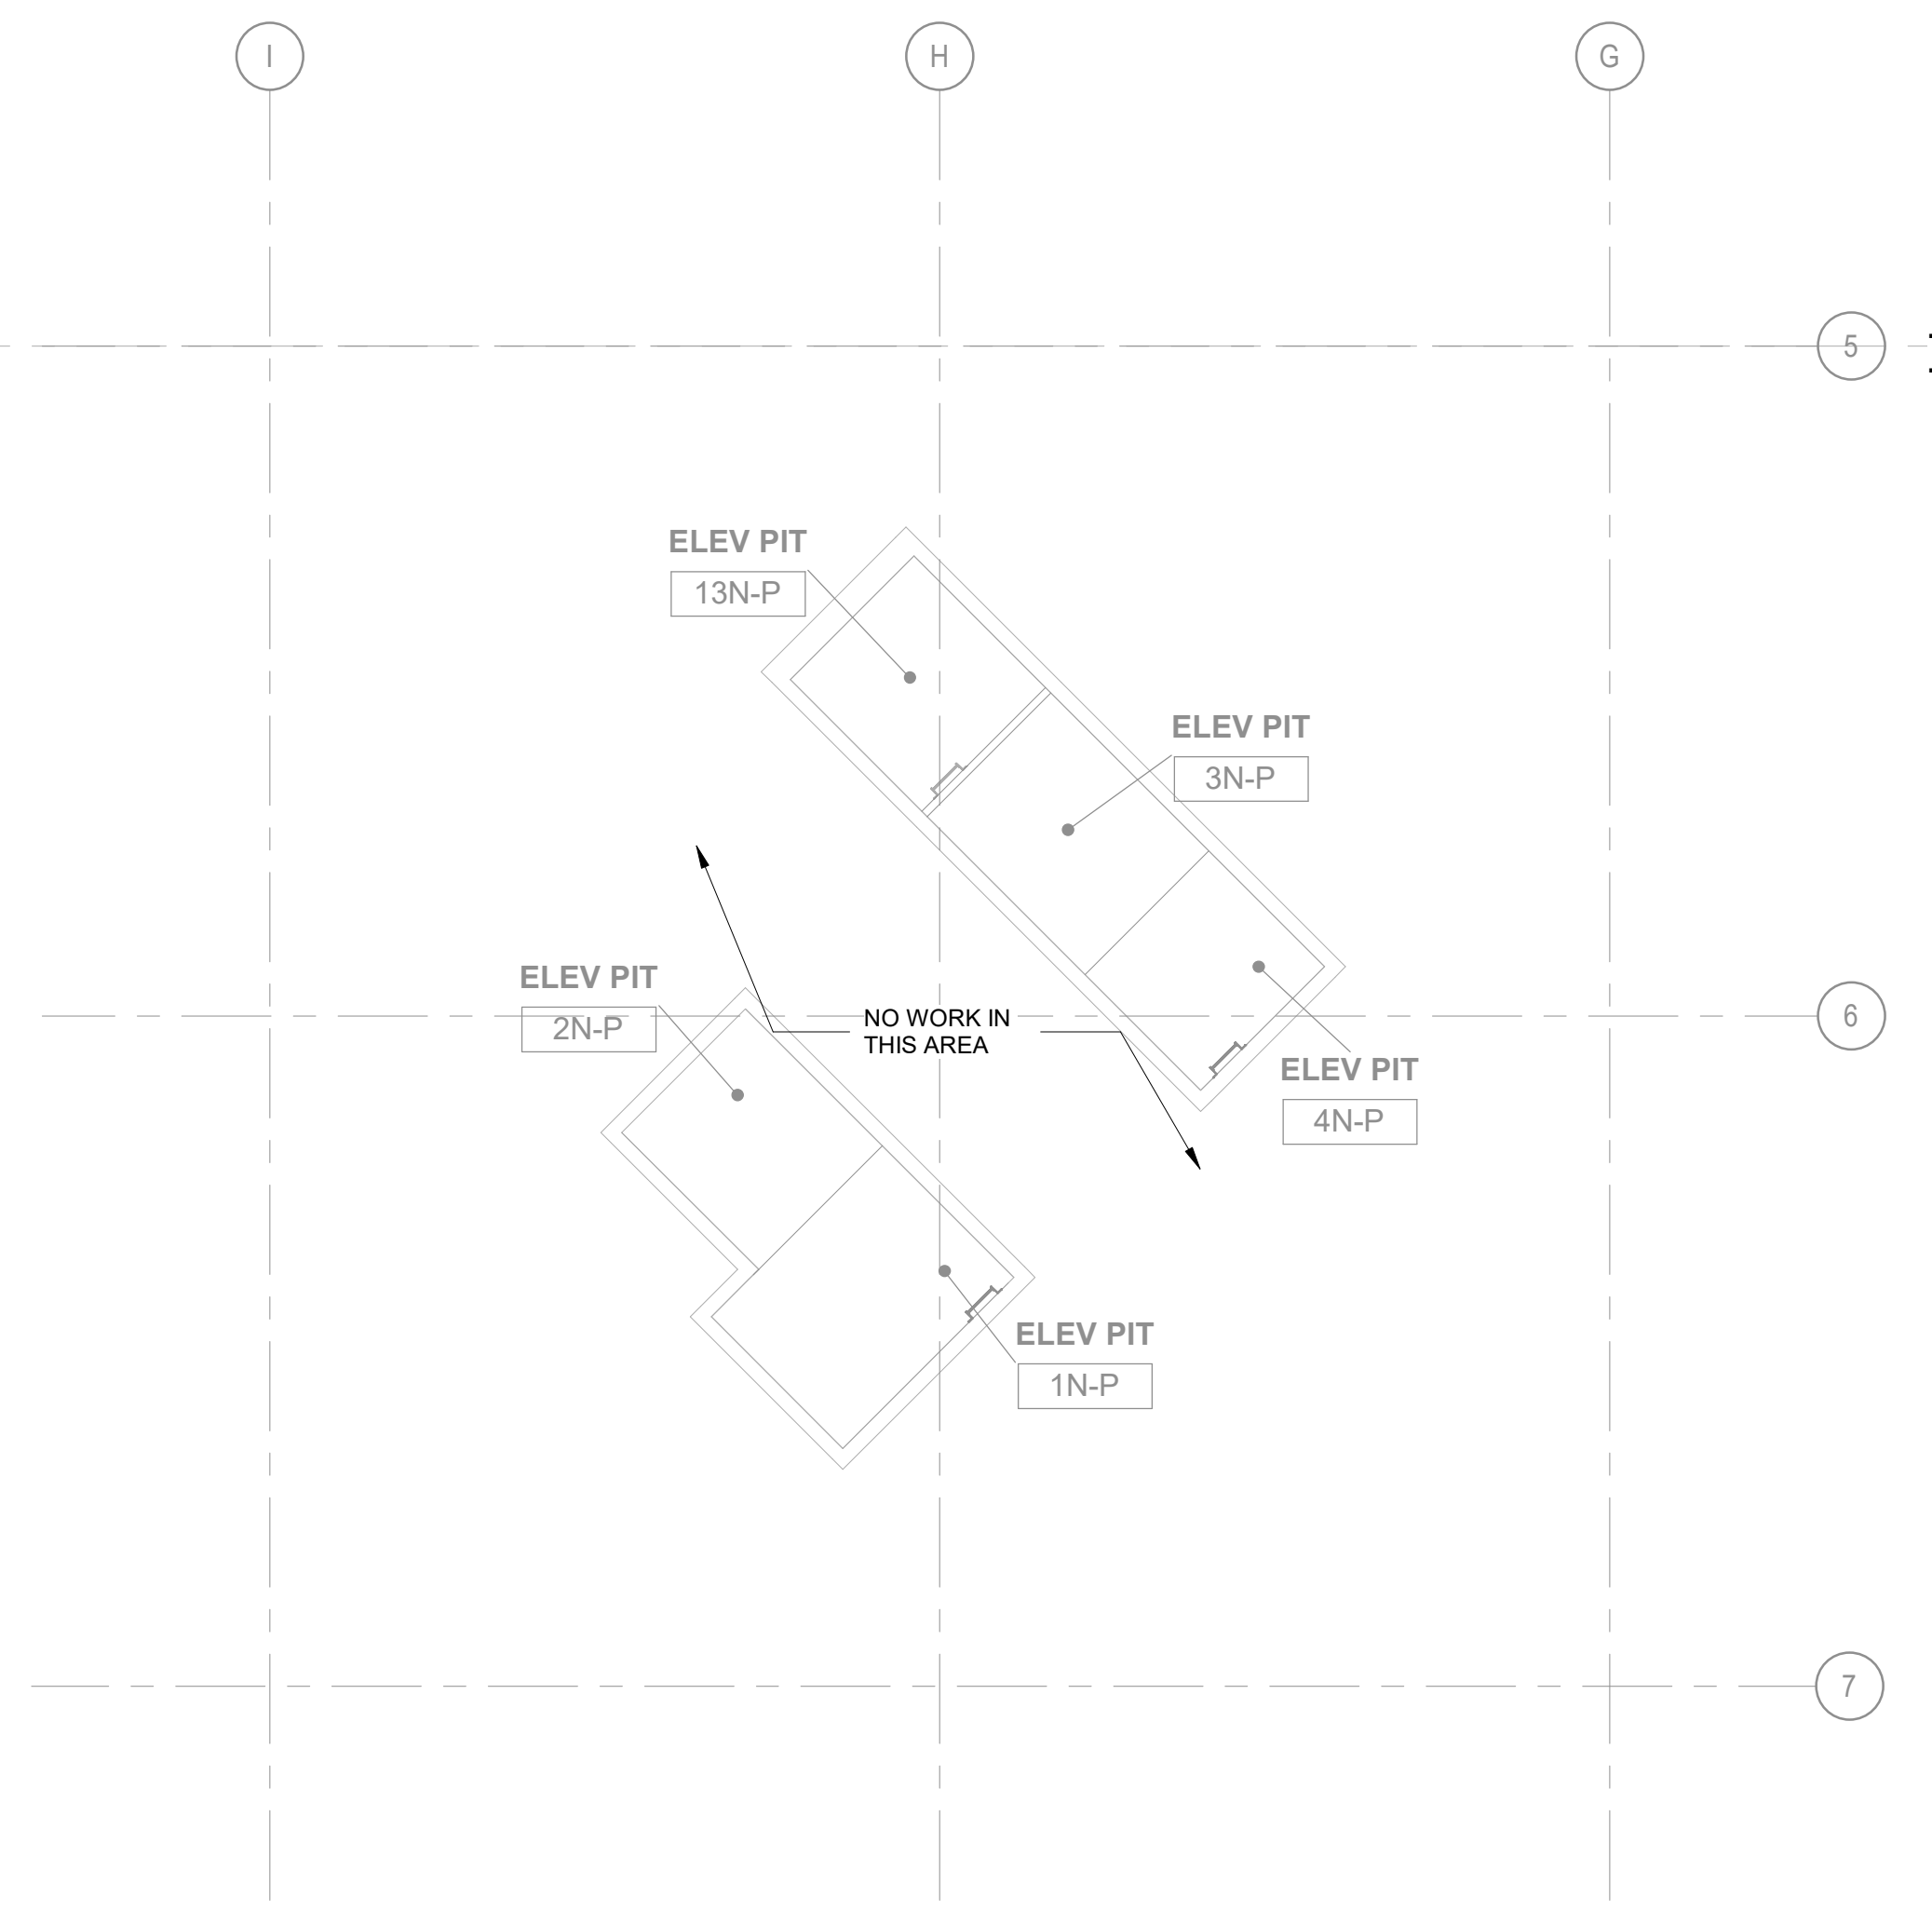 I
H
G
5
ELEV PIT
13N-P
ELEV PIT
3N-P
ELEV PIT
2N-P
NO WORK IN
THIS AREA
6
ELEV PIT
4N-P
ELEV PIT
1N-P
7